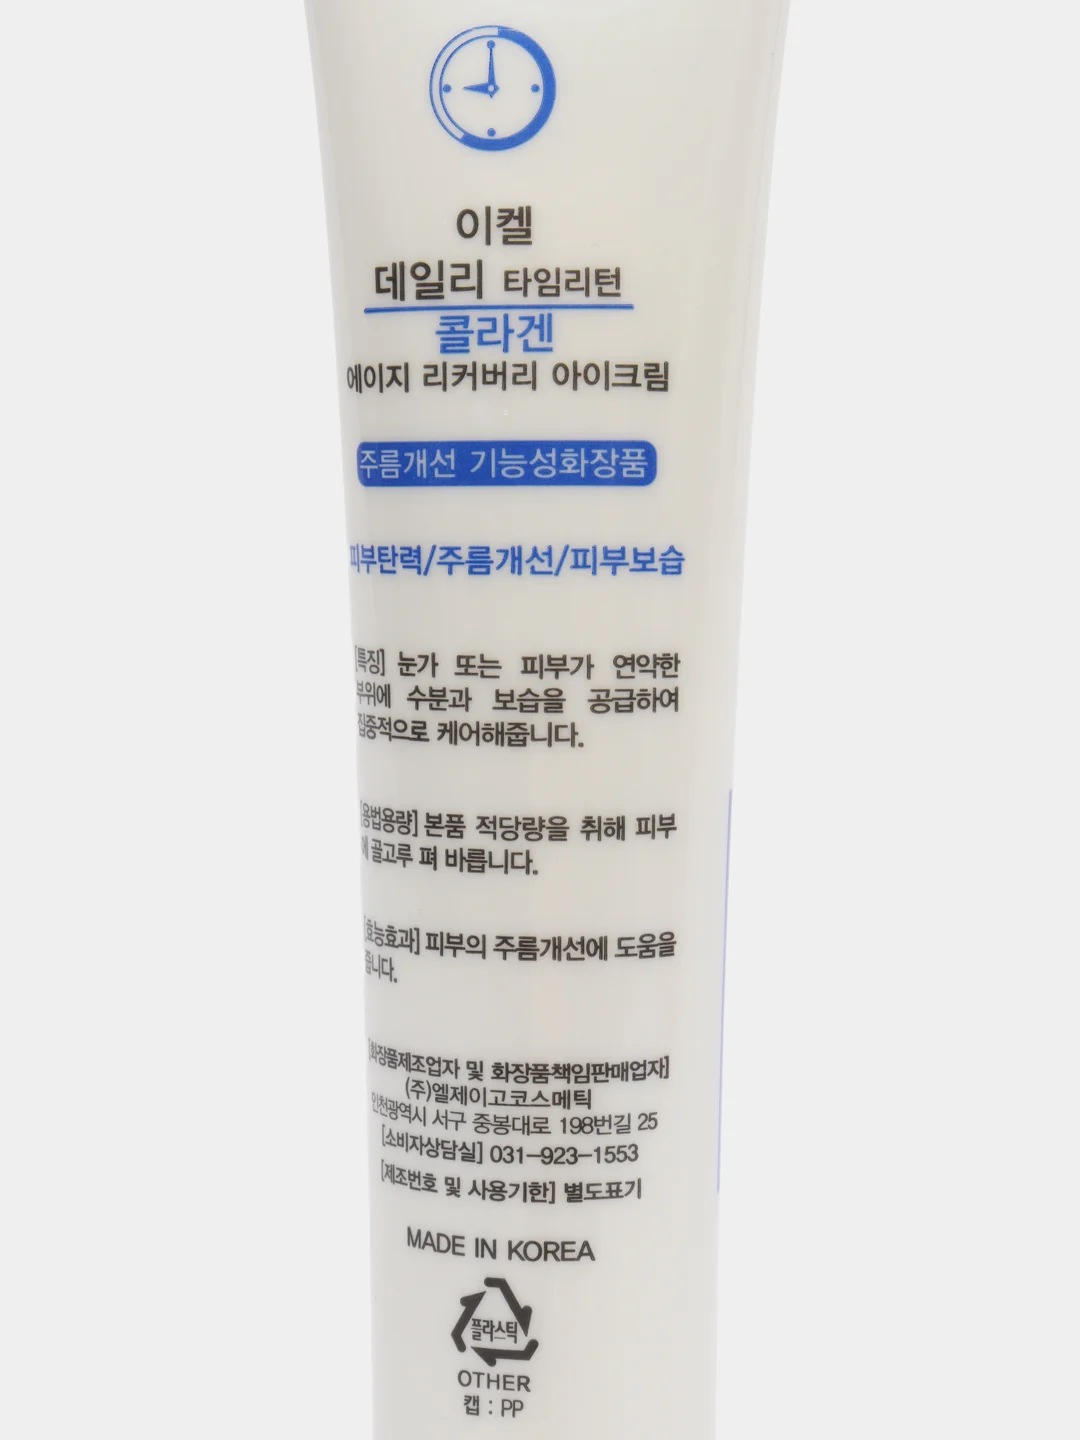 이켈
데일리 타임리턴
콜라겐
에이지 리커버리 아이크림
주름개선 기능성화장품
피부탄력/주름개선/피부보습
[특징] 눈가 또는 피부가 연약한
부위에 수분과 보습을 공급하여
집중적으로 케어해줍니다.
[용법용량] 본품 적당량을 취해 피부
에 골고루 펴 바릅니다.
[효능효과] 피부의 주름개선에 도움을
줍니다.
[화장품제조업자 및 화장품책임판매업자]
(주)엘제이고코스메틱
인천광역시 서구 중봉대로 198번길 25
[소비자상담실] 031-923-1553
[제조번호 및 사용기한] 별도표기
MADE IN KOREA
플라스틱
OTHER
캡 : PP